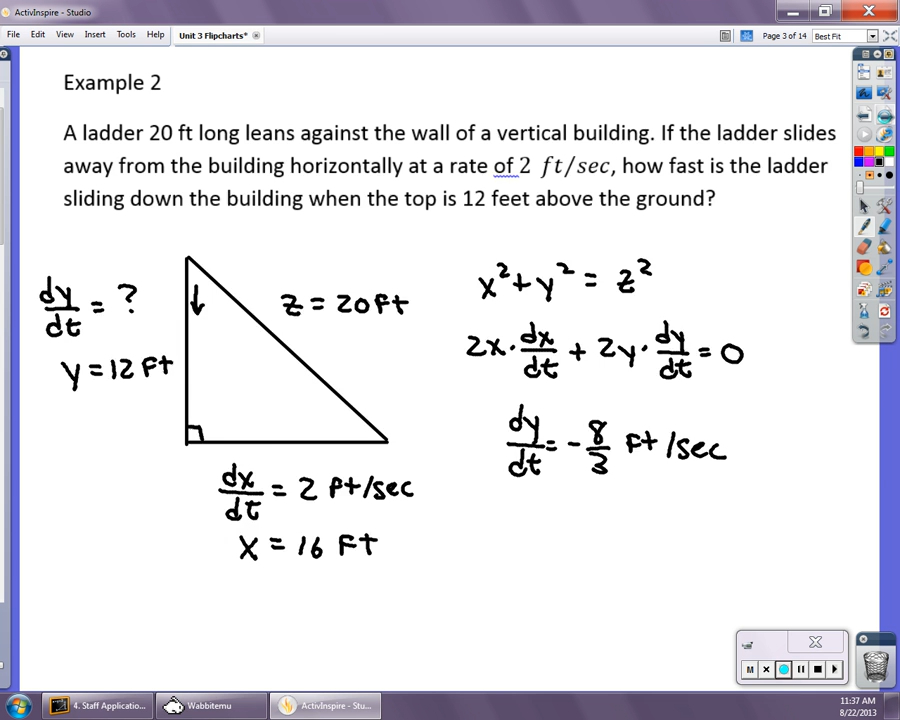 ActivInspire - Studio
File Edit View Insert Tools Help Unit 3 Flipcharts* Page 3 of 14 Best Fit
Example 2
A ladder 20 ft long leans against the wall of a vertical building. If the ladder slides
away from the building horizontally at a rate of 2 ft/sec, how fast is the ladder
sliding down the building when the top is 12 feet above the ground?
dy/dt = ?
y = 12 Ft
z = 20 Ft
dx/dt = 2 Ft/sec
x = 16 Ft
x² + y² = z²
2x · dx/dt + 2y · dy/dt = 0
dy/dt = - 8/3 Ft/sec
M
4. Staff Applicatio... Wabbitemu ActivInspire - Stu...
11:37 AM
8/22/2013